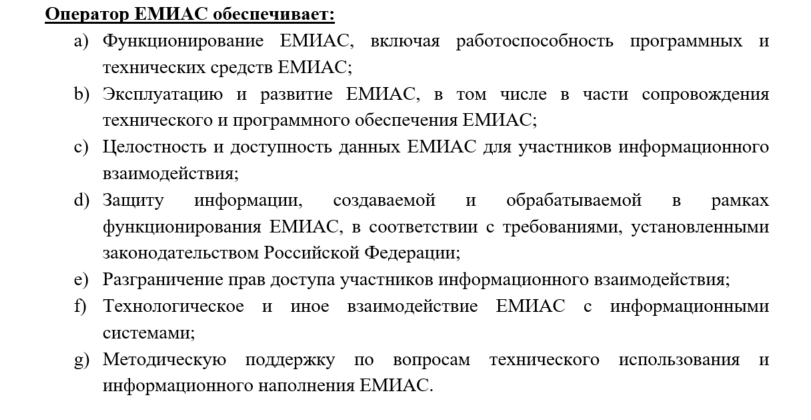 Оператор ЕМИАС обеспечивает:
a) Функционирование ЕМИАС, включая работоспособность программных и
технических средств ЕМИАС;
b) Эксплуатацию и развитие ЕМИАС, в том числе в части сопровождения
технического и программного обеспечения ЕМИАС;
c) Целостность и доступность данных ЕМИАС для участников информационного
взаимодействия;
d) Защиту информации, создаваемой и обрабатываемой в рамках
функционирования ЕМИАС, в соответствии с требованиями, установленными
законодательством Российской Федерации;
e) Разграничение прав доступа участников информационного взаимодействия;
f) Технологическое и иное взаимодействие ЕМИАС с информационными
системами;
g) Методическую поддержку по вопросам технического использования и
информационного наполнения ЕМИАС.